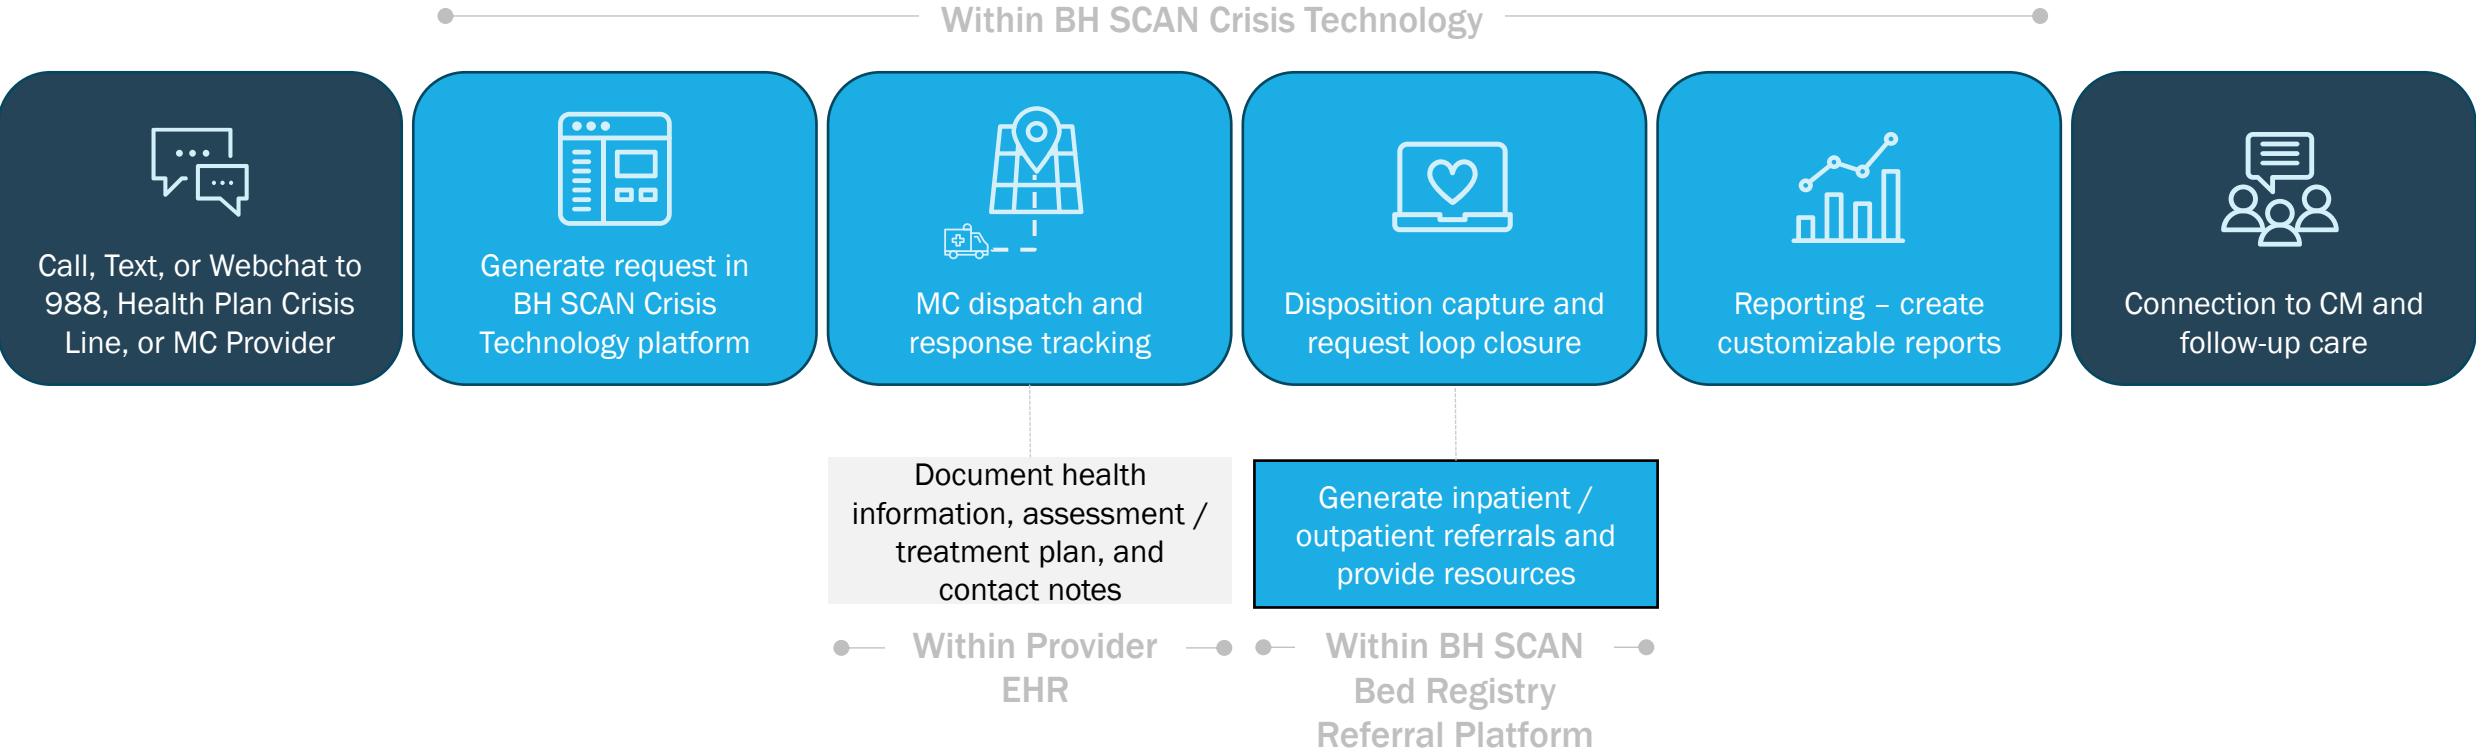 Within BH SCAN Crisis Technology
Call, Text, or Webchat to
988, Health Plan Crisis
Line, or MC Provider
Generate request in
BH SCAN Crisis
Technology platform
MC dispatch and
response tracking
Disposition capture and
request loop closure
Reporting – create
customizable reports
Connection to CM and
follow-up care
Document health
information, assessment /
treatment plan, and
contact notes
Generate inpatient /
outpatient referrals and
provide resources
Within Provider
EHR
Within BH SCAN
Bed Registry
Referral Platform